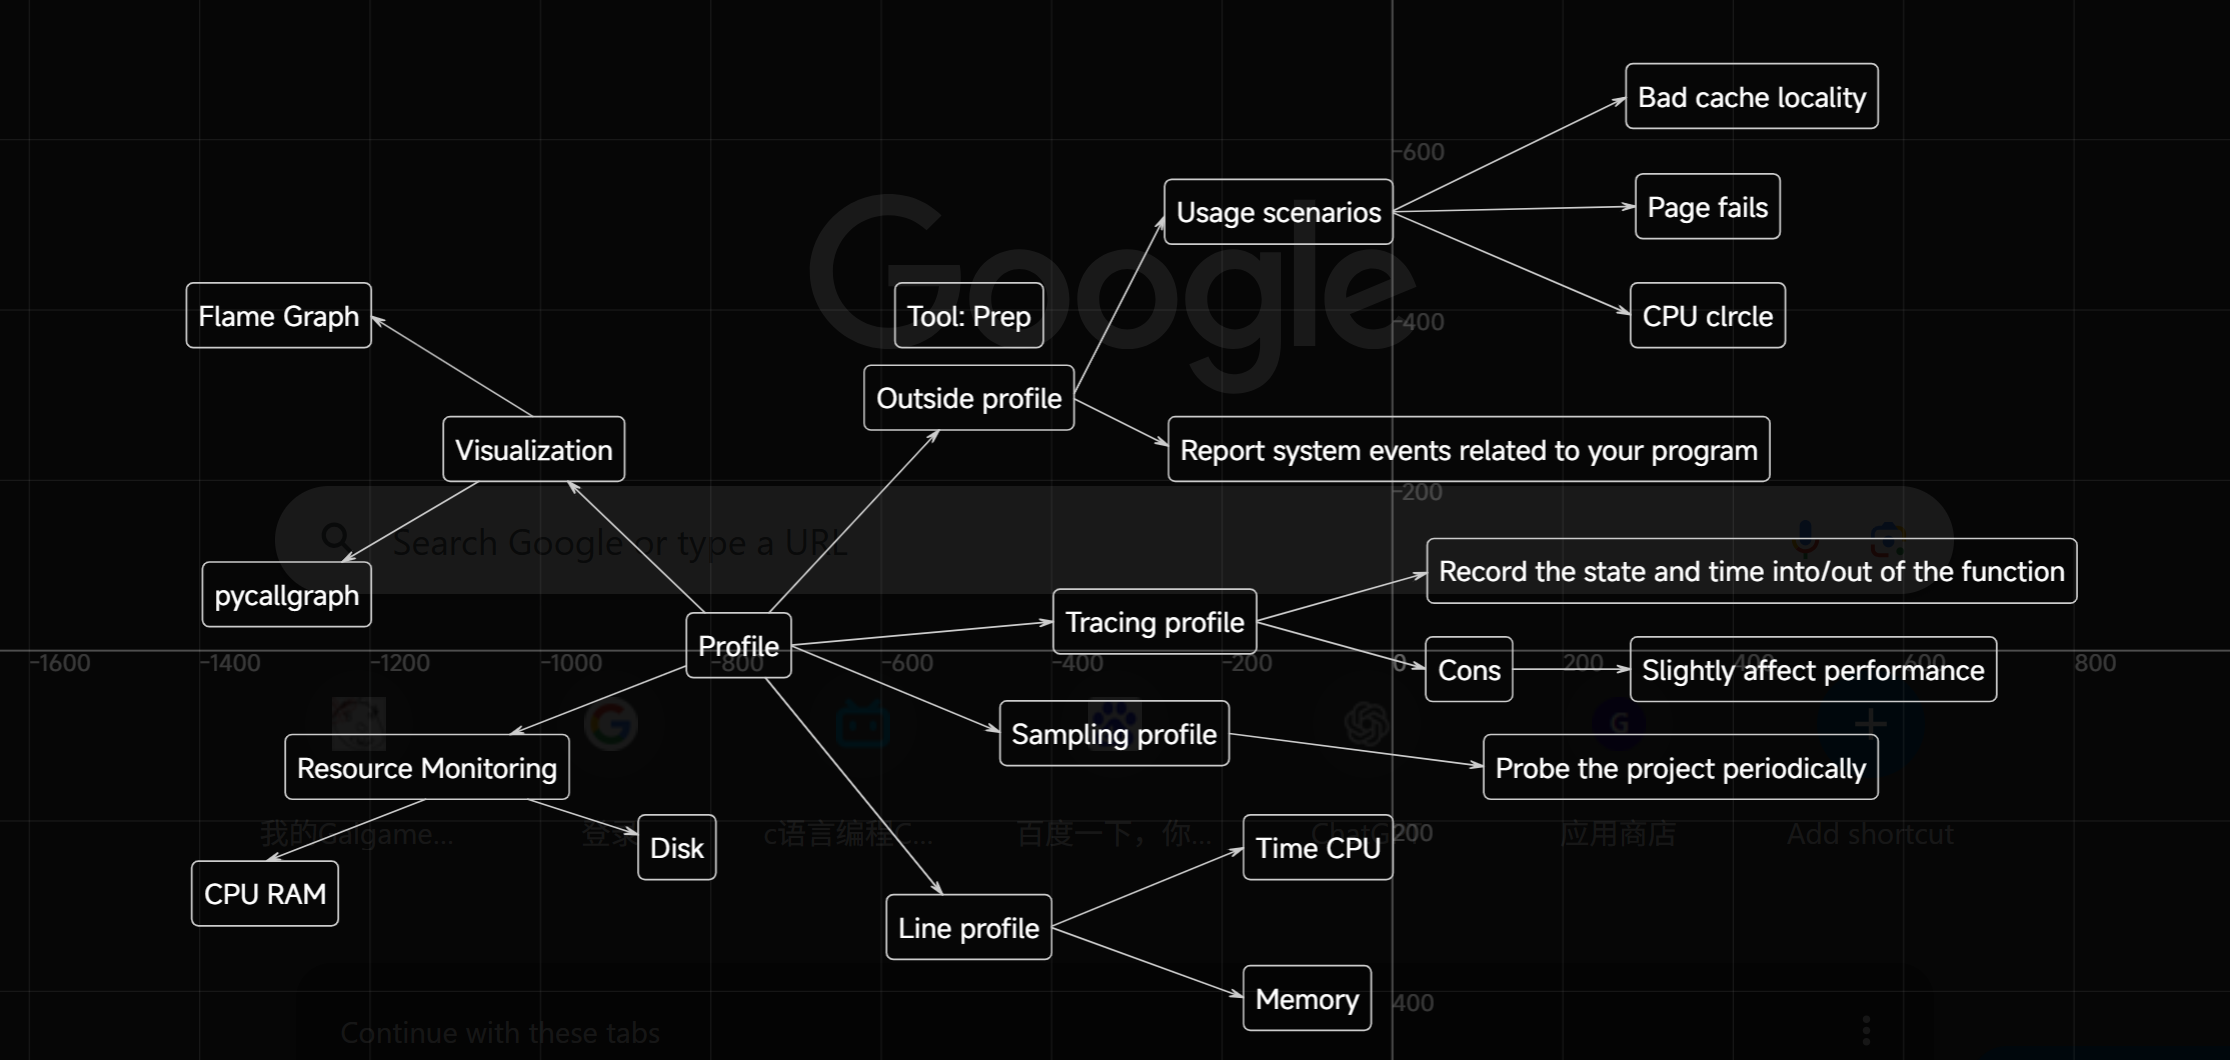 Bad cache locality
-600
Usage scenarios
Page fails
Google
Flame Graph
Tool: Prep
CPU clrcle
-400
Outside profile
Visualization
Report system events related to your program
-200
Search Google or type a URL
Record the state and time into/out of the function
pycallgraph
Tracing profile
Profile
-1600
-1400
-1200
-1000
-800
-600
-400
-200
0
200
400
600
800
Cons
Slightly affect performance
Sampling profile
G
Resource Monitoring
Probe the project periodically
我的Galgame...
登录
c语言编程C...
百度一下，你...
ChatG
200
应用商店
Add shortcut
Disk
Time CPU
CPU RAM
Line profile
Memory
400
Continue with these tabs